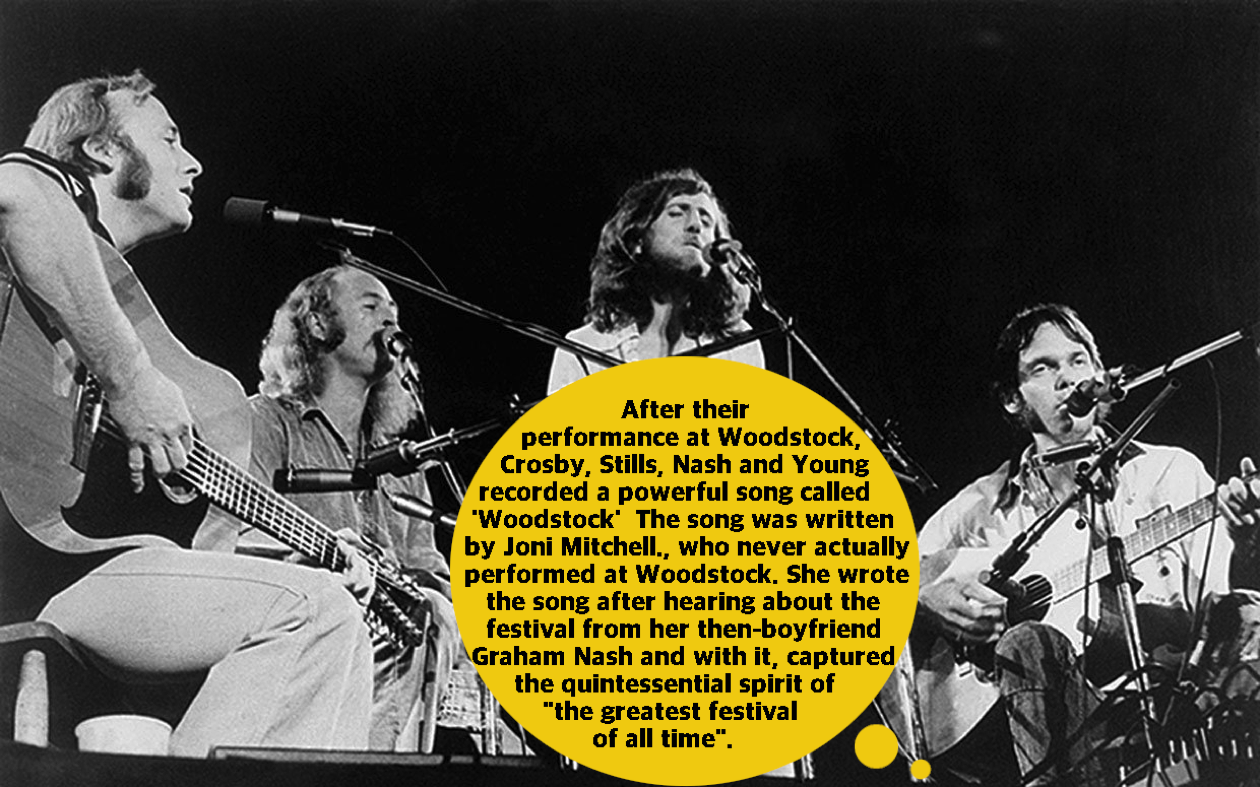 After their
performance at Woodstock,
Crosby, Stills, Nash and Young
recorded a powerful song called
'Woodstock'  The song was written
by Joni Mitchell., who never actually
performed at Woodstock. She wrote
the song after hearing about the
festival from her then-boyfriend
Graham Nash and with it, captured
the quintessential spirit of
"the greatest festival
of all time".